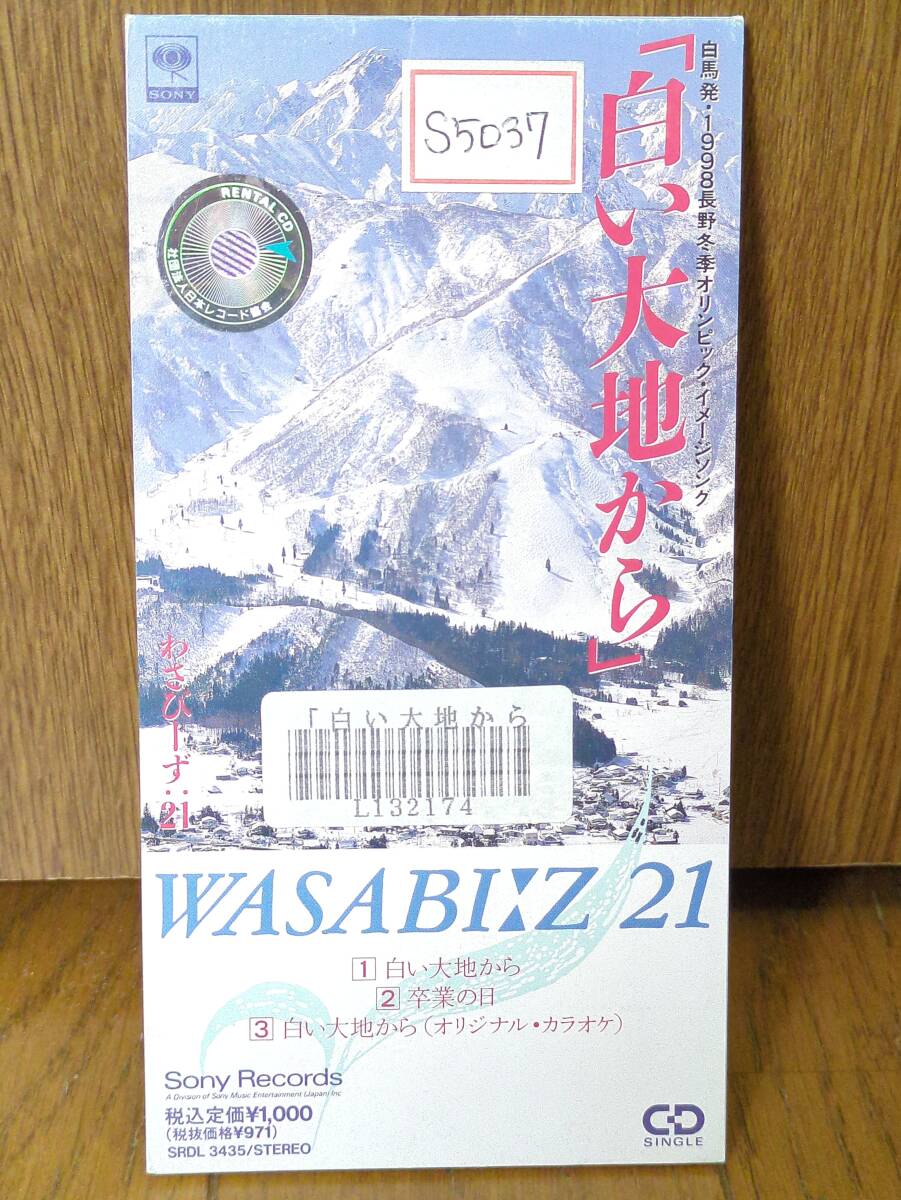 SONY
S5037
白馬発・1998長野冬季オリンピック・イメージソング
「白い大地から」
RENTAL CD
社団法人日本レコード協会
わさびーず:21
「白い大地から
L132174
WASABI:Z 21
1 白い大地から
2 卒業の日
3 白い大地から(オリジナル・カラオケ)
Sony Records
A Division of Sony Music Entertainment (Japan) Inc
税込定価¥1,000
(税抜価格¥971)
SRDL 3435/STEREO
CD
SINGLE